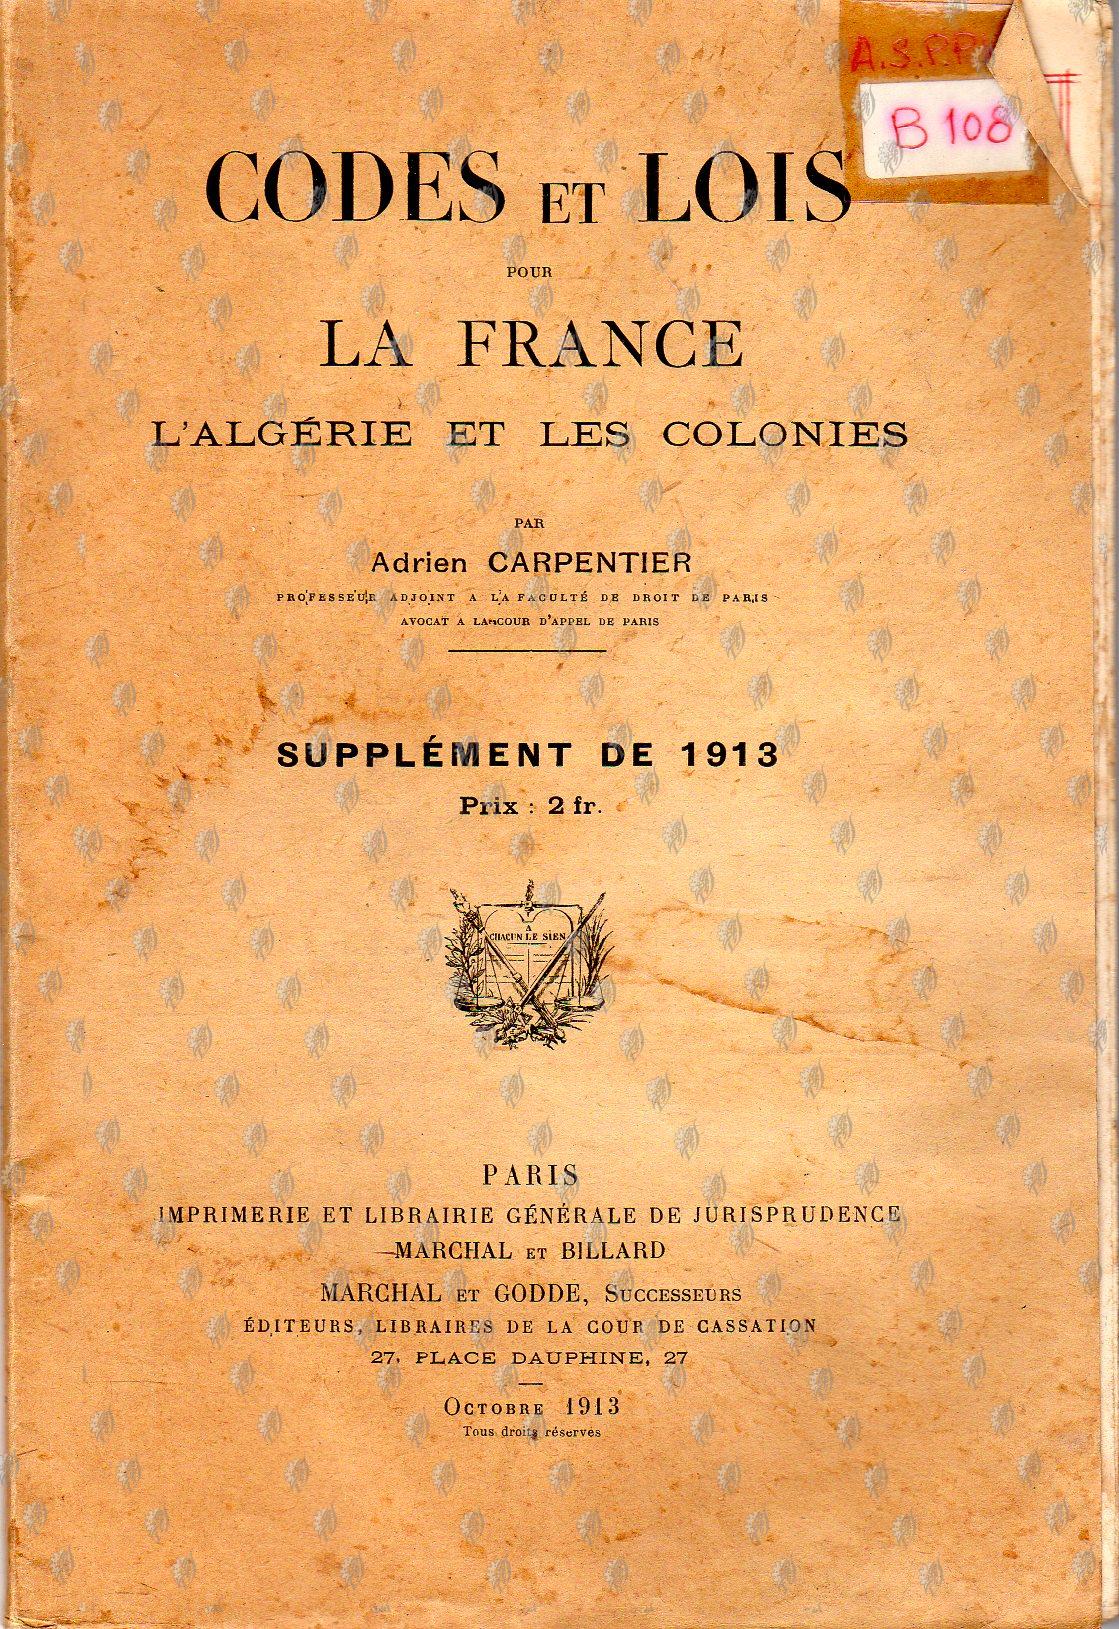 A.S.P.P
B 108
CODES ET LOIS
POUR
LA FRANCE
L'ALGÉRIE ET LES COLONIES
PAR
Adrien CARPENTIER
PROFESSEUR ADJOINT A LA FACULTÉ DE DROIT DE PARIS
AVOCAT A LA COUR D'APPEL DE PARIS
SUPPLÉMENT DE 1913
Prix : 2 fr.
A
CHACUN LE SIEN
PARIS
IMPRIMERIE ET LIBRAIRIE GÉNÉRALE DE JURISPRUDENCE
MARCHAL ET BILLARD
MARCHAL ET GODDE, SUCCESSEURS
ÉDITEURS, LIBRAIRES DE LA COUR DE CASSATION
27, PLACE DAUPHINE, 27
OCTOBRE 1913
Tous droits réservés